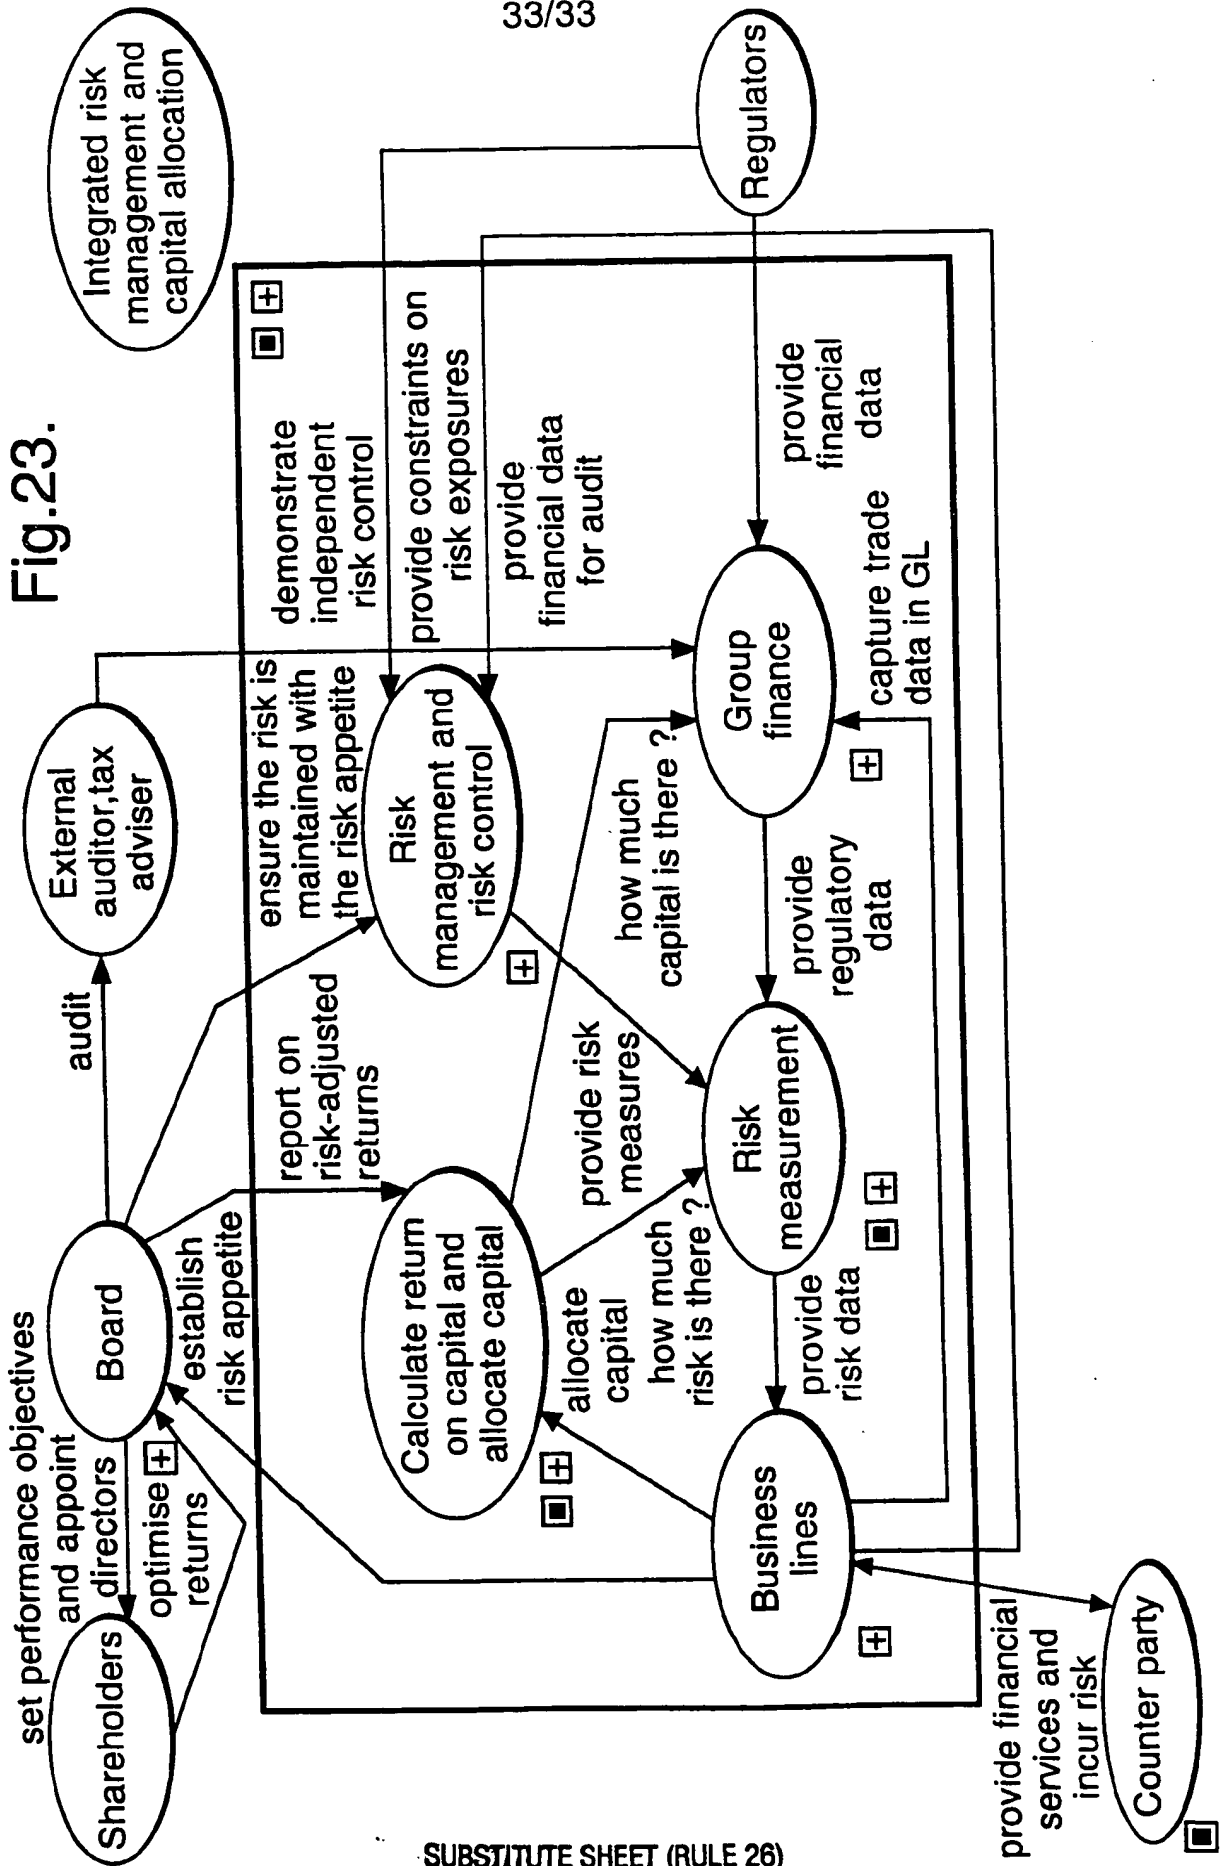 33/33
Fig.23.
Integrated risk
management and
capital allocation
set performance objectives
and appoint
directors
optimise
returns
Shareholders
Board
audit
External
auditor,tax
adviser
establish
risk appetite
report on
risk-adjusted
returns
ensure the risk is
maintained with
the risk appetite
demonstrate
independent
risk control
provide constraints on
risk exposures
provide
financial data
for audit
Regulators
Calculate return
on capital and
allocate capital
Risk
management and
risk control
allocate
capital
how much
risk is there ?
provide risk
measures
how much
capital is there ?
Business
lines
provide
risk data
Risk
measurement
provide
regulatory
data
Group
finance
provide
financial
data
capture trade
data in GL
provide financial
services and
incur risk
Counter party
SUBSTITUTE SHEET (RULE 26)